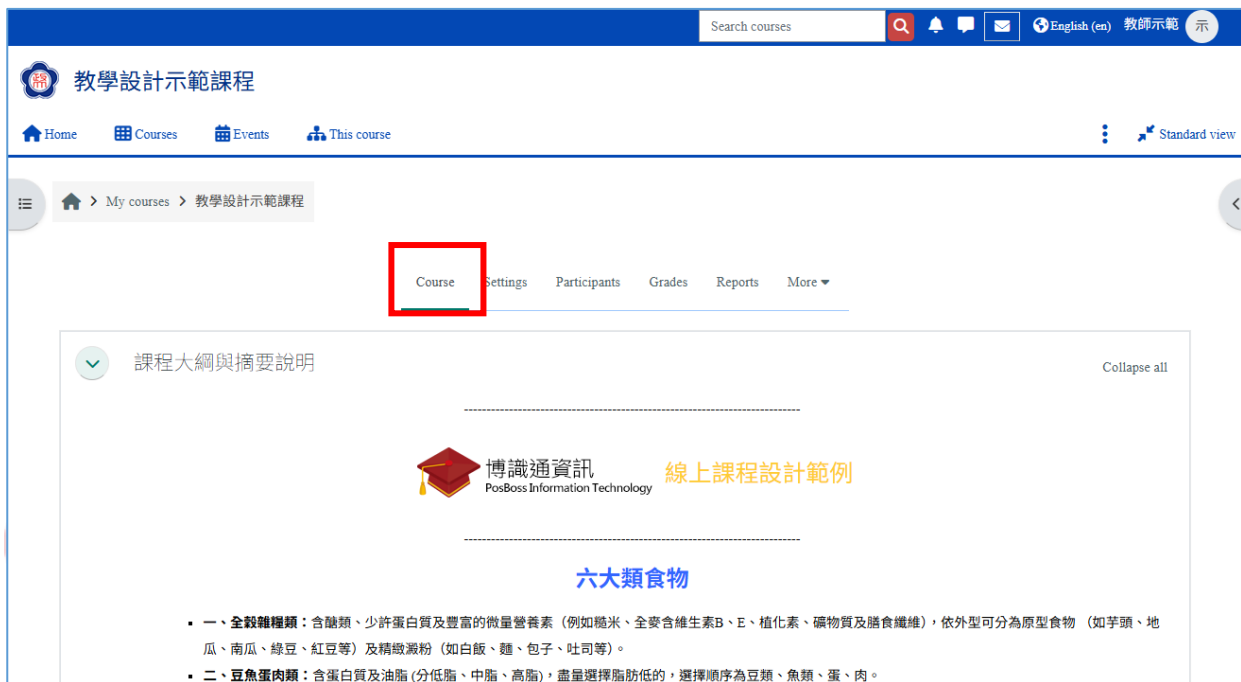 Search courses
English (en) 教師示範 示
教學設計示範課程
Home Courses Events This course Standard view
My courses > 教學設計示範課程
Course Settings Participants Grades Reports More
課程大綱與摘要說明 Collapse all
博識通資訊
PosBoss Information Technology
線上課程設計範例
六大類食物
一、全穀雜糧類：含醣類、少許蛋白質及豐富的微量營養素（例如糙米、全麥含維生素B、E、植化素、礦物質及膳食纖維），依外型可分為原型食物 （如芋頭、地
瓜、南瓜、綠豆、紅豆等）及精緻澱粉（如白飯、麵、包子、吐司等）。
二、豆魚蛋肉類：含蛋白質及油脂 (分低脂、中脂、高脂)，盡量選擇脂肪低的，選擇順序為豆類、魚類、蛋、肉。